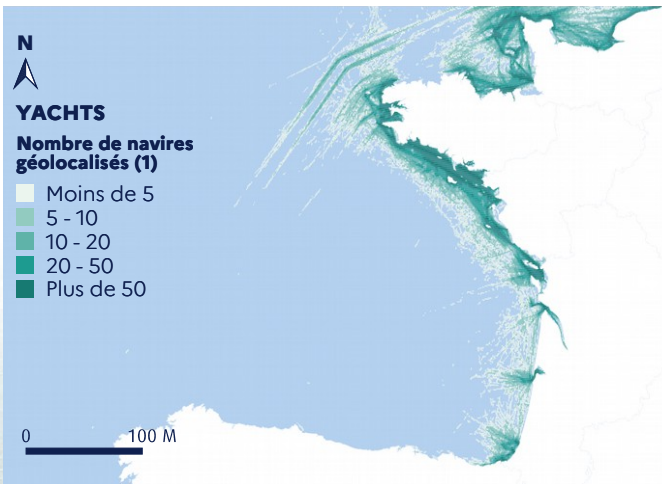 N
YACHTS
Nombre de navires
géolocalisés (1)
Moins de 5
5 - 10
10 - 20
20 - 50
Plus de 50
0 100 M